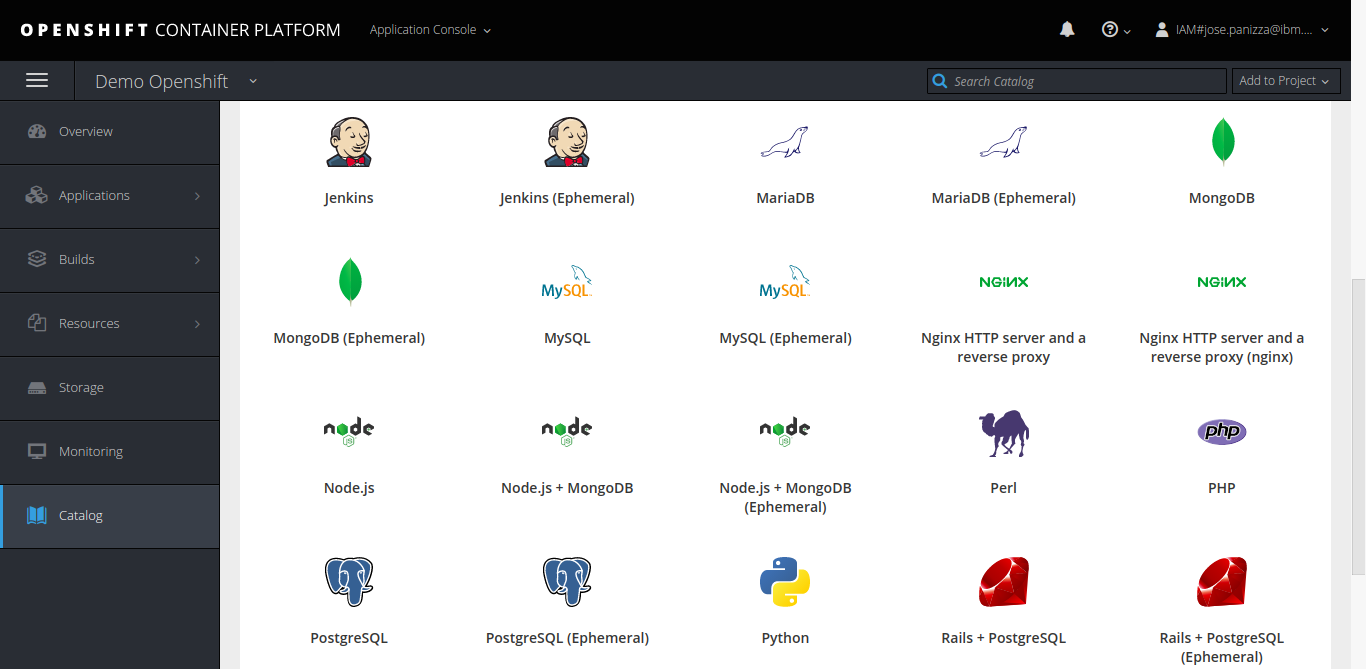 OPENSHIFT CONTAINER PLATFORM
Application Console
IAM#jose.panizza@ibm....
Demo Openshift
Search Catalog
Add to Project
Overview
Applications
Builds
Resources
Storage
Monitoring
Catalog
Jenkins
Jenkins (Ephemeral)
MariaDB
MariaDB (Ephemeral)
MongoDB
MySQL
MySQL
NGINX
NGINX
MongoDB (Ephemeral)
MySQL
MySQL (Ephemeral)
Nginx HTTP server and a
reverse proxy
Nginx HTTP server and a
reverse proxy (nginx)
node
JS
node
JS
node
JS
php
Node.js
Node.js + MongoDB
Node.js + MongoDB
(Ephemeral)
Perl
PHP
PostgreSQL
PostgreSQL (Ephemeral)
Python
Rails + PostgreSQL
Rails + PostgreSQL
(Ephemeral)